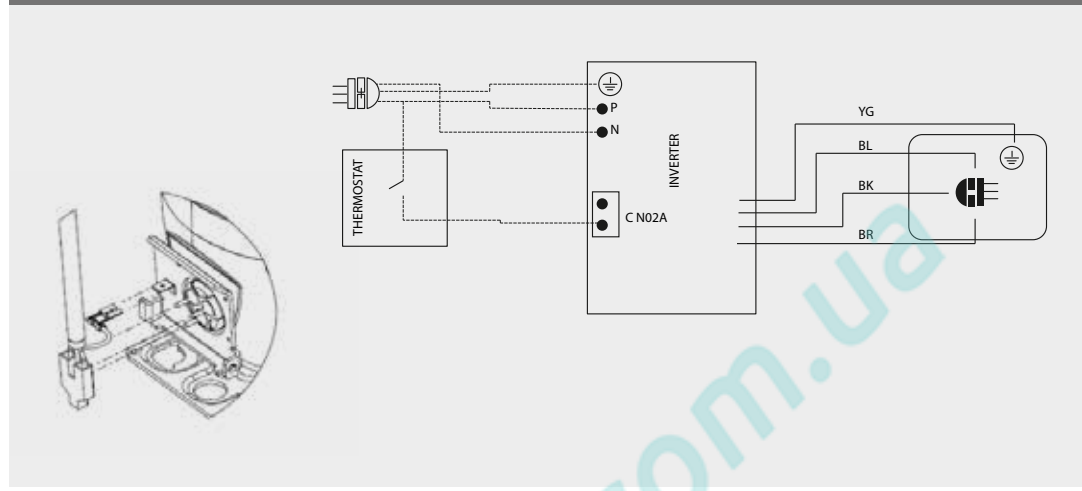 P
N
THERMOSTAT
INVERTER
C N02A
YG
BL
BK
BR
om.ua